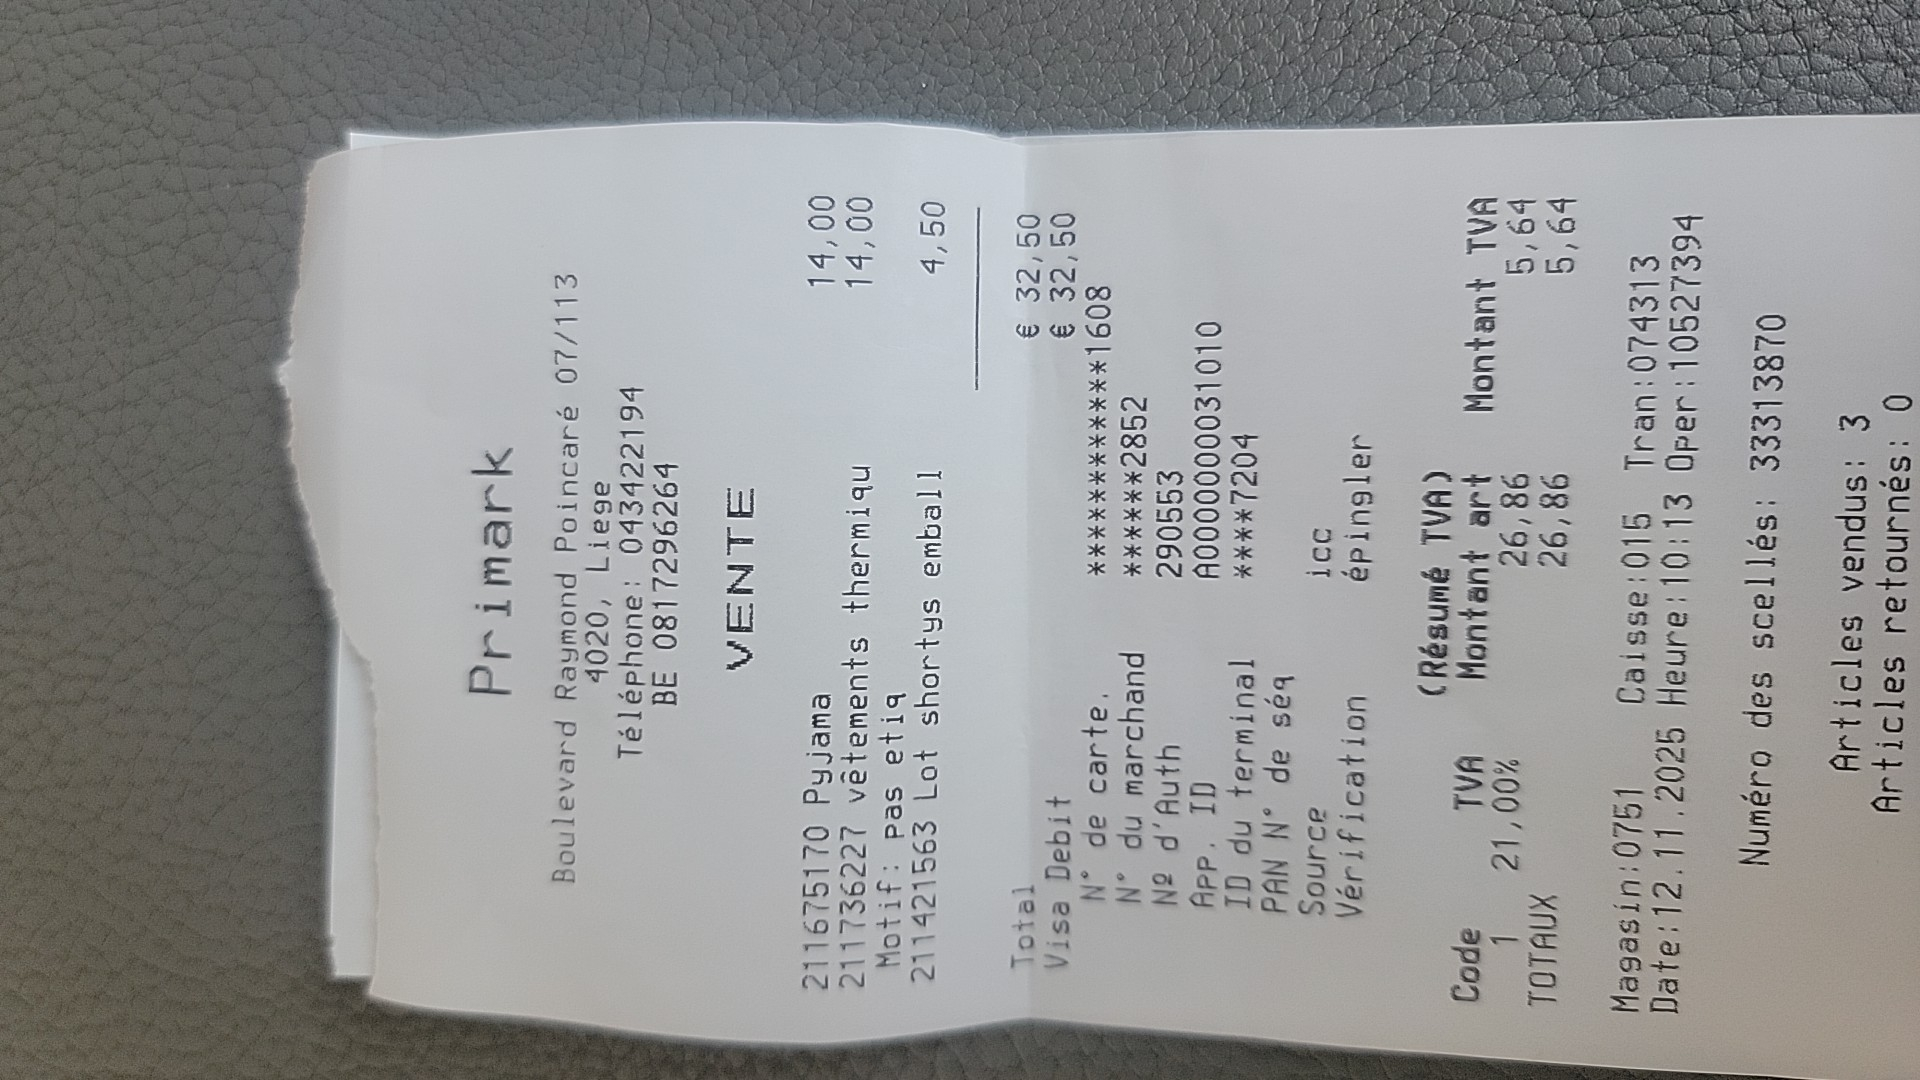 Primark
Boulevard Raymond Poincaré 07/113
4020, Liege
Téléphone: 043422194
BE 0817296264
VENTE
211675170 Pyjama 14,00
211736227 vêtements thermiqu 14,00
Motif: pas etiq
211421563 Lot shortys emball 4,50
Total € 32,50
Visa Debit € 32,50
N° de carte. ************1608
N° du marchand ******2852
Nº d'Auth 290553
App. ID A0000000031010
ID du terminal ****7204
PAN N° de séq
Source icc
Vérification épingler
(Résumé TVA)
Code TVA Montant art Montant TVA
1 21,00% 26,86 5,64
TOTAUX 26,86 5,64
Magasin:0751 Caisse:015 Tran:074313
Date:12.11.2025 Heure:10:13 Oper:10527394
Numéro des scellés: 333313870
Articles vendus: 3
Articles retournés: 0